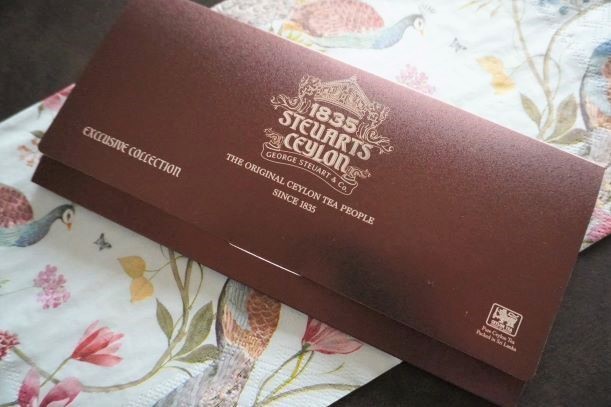 1835
STEUARTS
CEYLON
GEORGE STEUART & Co.
THE ORIGINAL CEYLON TEA PEOPLE
SINCE 1835
EXCLUSIVE COLLECTION
Pure Ceylon Tea
Packed in Sri Lanka